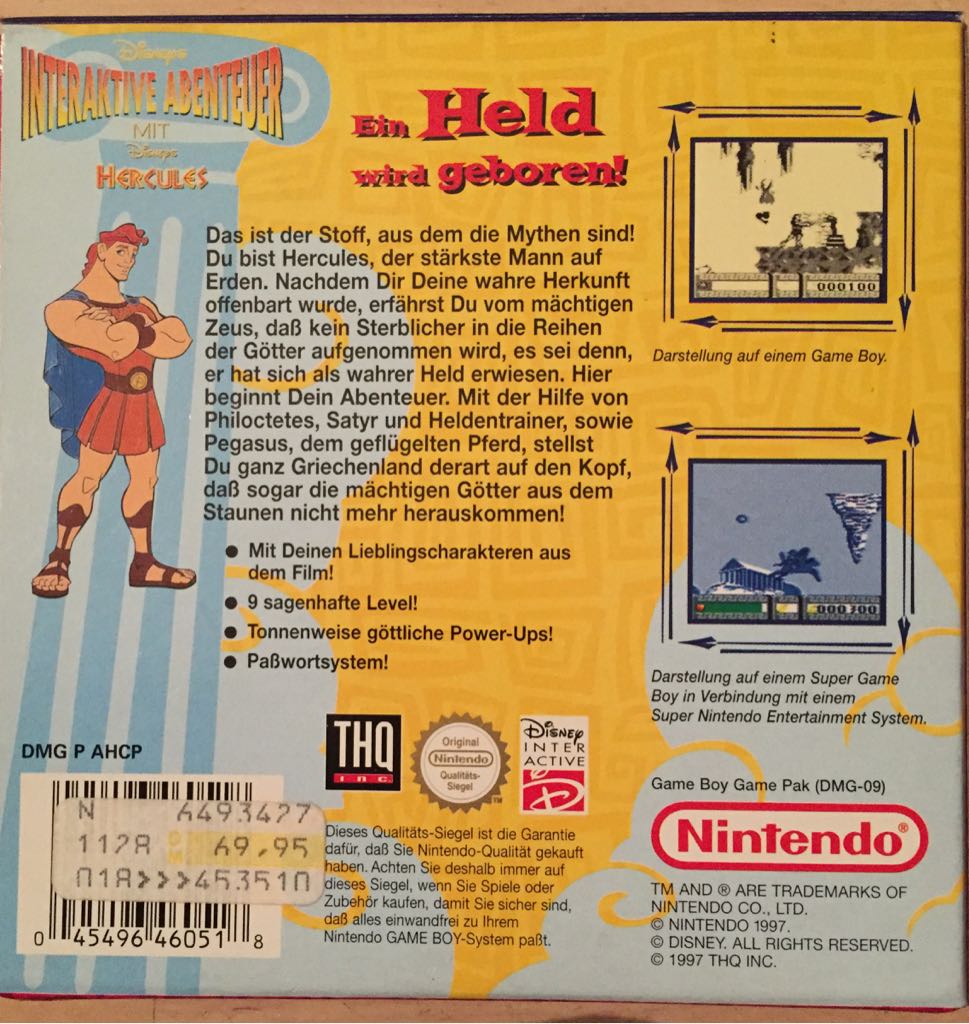 Disney's
INTERAKTIVE ABENTEUER
MIT
Disney's
HERCULES
Ein Held
wird geboren!
Das ist der Stoff, aus dem die Mythen sind!
Du bist Hercules, der stärkste Mann auf
Erden. Nachdem Dir Deine wahre Herkunft
offenbart wurde, erfährst Du vom mächtigen
Zeus, daß kein Sterblicher in die Reihen
der Götter aufgenommen wird, es sei denn,
er hat sich als wahrer Held erwiesen. Hier
beginnt Dein Abenteuer. Mit der Hilfe von
Philoctetes, Satyr und Heldentrainer, sowie
Pegasus, dem geflügelten Pferd, stellst
Du ganz Griechenland derart auf den Kopf,
daß sogar die mächtigen Götter aus dem
Staunen nicht mehr herauskommen!
● Mit Deinen Lieblingscharakteren aus
dem Film!
● 9 sagenhafte Level!
● Tonnenweise göttliche Power-Ups!
● Paßwortsystem!
000100
Darstellung auf einem Game Boy.
000300
Darstellung auf einem Super Game
Boy in Verbindung mit einem
Super Nintendo Entertainment System.
DMG P AHCP
N 6493427
112A 69,95
01A>>>453510
0 45496 46051 8
THQ
INC.
Original
Nintendo
Qualitäts-
Siegel
TM
DISNEY
INTER
ACTIVE
D
Dieses Qualitäts-Siegel ist die Garantie
dafür, daß Sie Nintendo-Qualität gekauft
haben. Achten Sie deshalb immer auf
dieses Siegel, wenn Sie Spiele oder
Zubehör kaufen, damit Sie sicher sind,
daß alles einwandfrei zu Ihrem
Nintendo GAME BOY-System paßt.
Game Boy Game Pak (DMG-09)
Nintendo®
TM AND ® ARE TRADEMARKS OF
NINTENDO CO., LTD.
© NINTENDO 1997.
© DISNEY. ALL RIGHTS RESERVED.
© 1997 THQ INC.